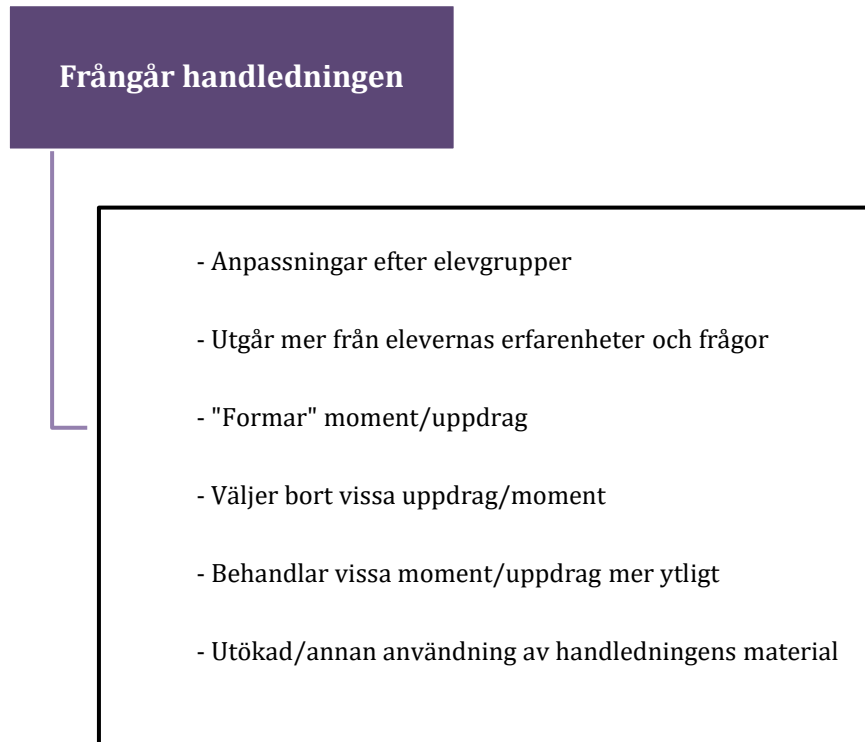 Frångår handledningen
- Anpassningar efter elevgrupper
- Utgår mer från elevernas erfarenheter och frågor
- "Formar" moment/uppdrag
- Väljer bort vissa uppdrag/moment
- Behandlar vissa moment/uppdrag mer ytligt
- Utökad/annan användning av handledningens material